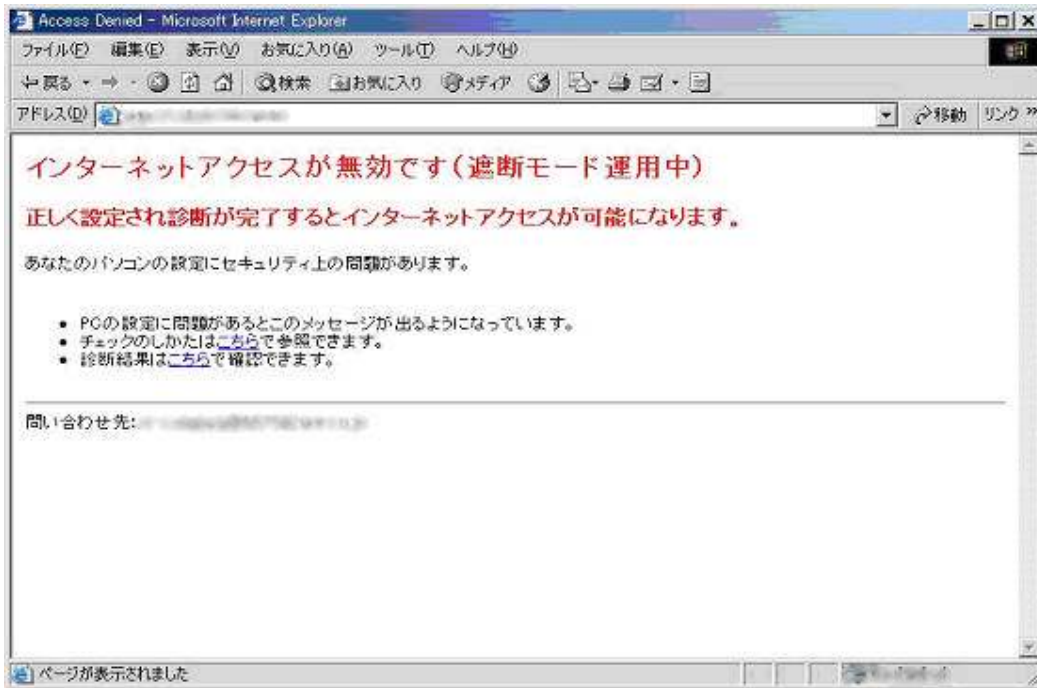 Access Denied - Microsoft Internet Explorer
ファイル(F) 編集(E) 表示(V) お気に入り(A) ツール(T) ヘルプ(H)
戻る 検索 お気に入り メディア
アドレス(D) 移動 リンク »
インターネットアクセスが無効です(遮断モード運用中)
正しく設定され診断が完了するとインターネットアクセスが可能になります。
あなたのパソコンの設定にセキュリティ上の問題があります。
• PCの設定に問題があるとこのメッセージが出るようになっています。
• チェックのしかたはこちらで参照できます。
• 診断結果はこちらで確認できます。
問い合わせ先:
ページが表示されました